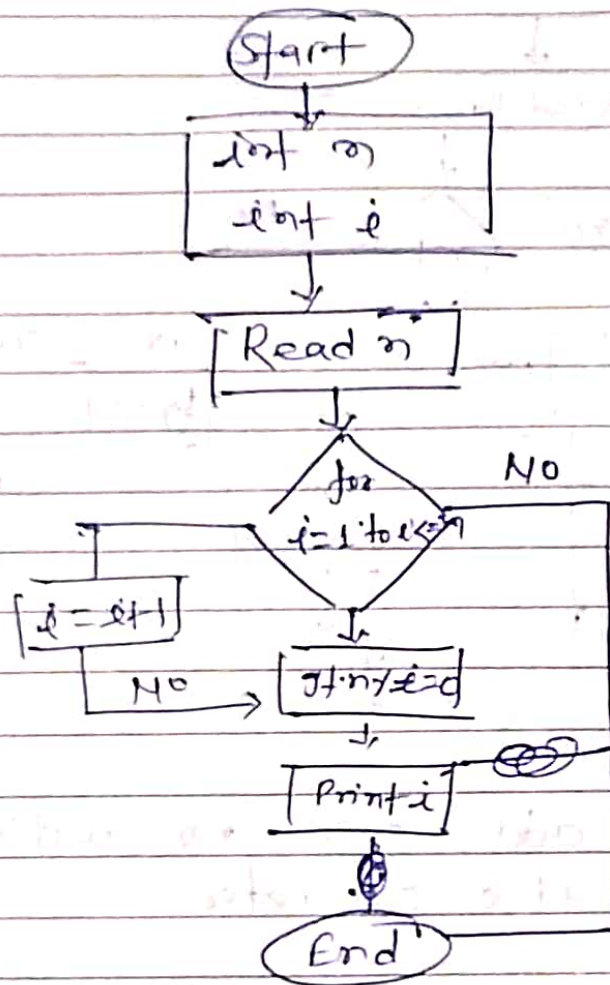 Start
int n
int i
Read n
for
i=1 to i<=n
NO
i=i+1
NO
If n%i=0
Print i
End